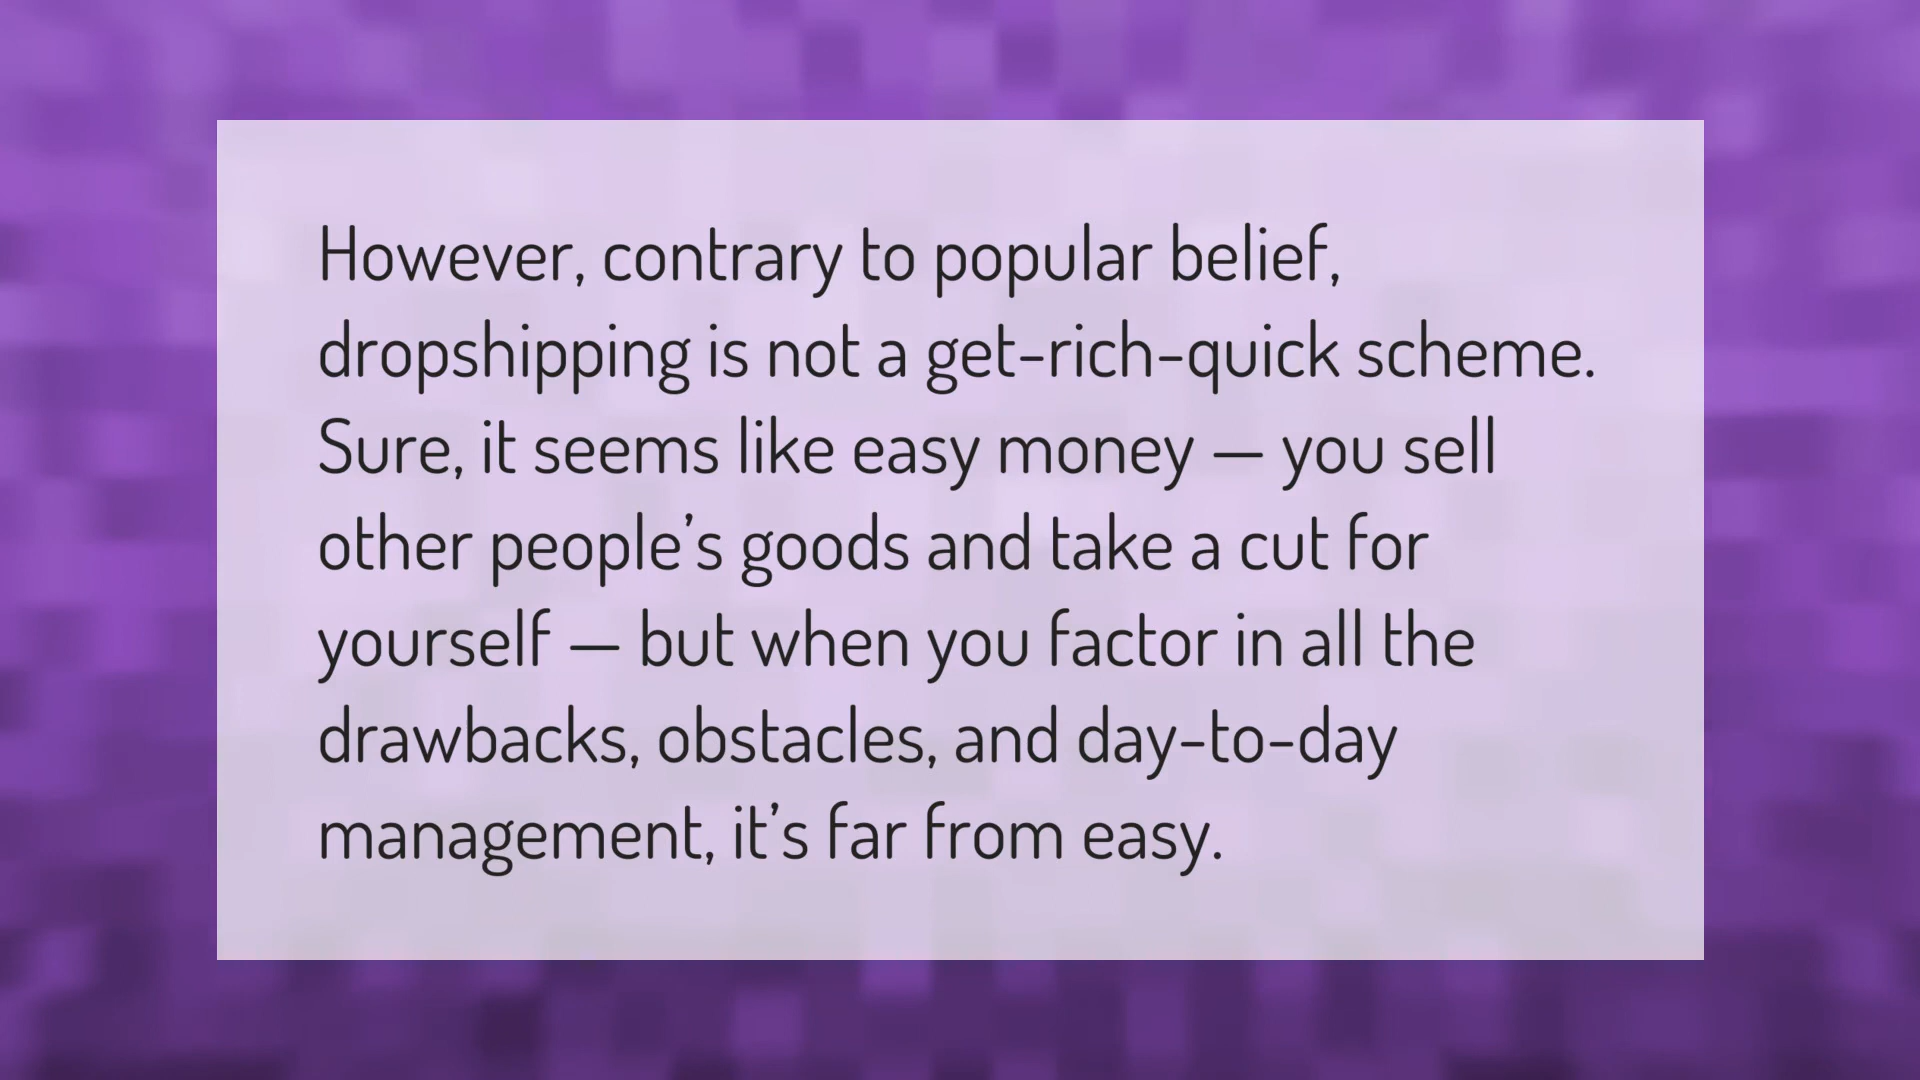 However, contrary to popular belief,
dropshipping is not a get-rich-quick scheme.
Sure, it seems like easy money — you sell
other people’s goods and take a cut for
yourself — but when you factor in all the
drawbacks, obstacles, and day-to-day
management, it’s far from easy.